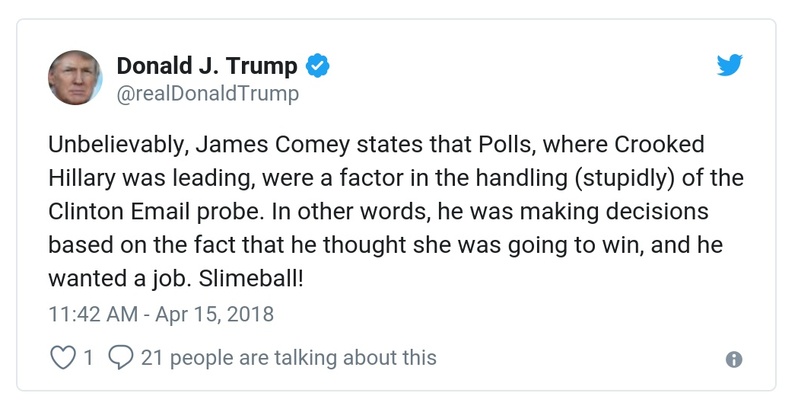 Donald J. Trump
@realDonaldTrump
Unbelievably, James Comey states that Polls, where Crooked
Hillary was leading, were a factor in the handling (stupidly) of the
Clinton Email probe. In other words, he was making decisions
based on the fact that he thought she was going to win, and he
wanted a job. Slimeball!
11:42 AM - Apr 15, 2018
1 21 people are talking about this